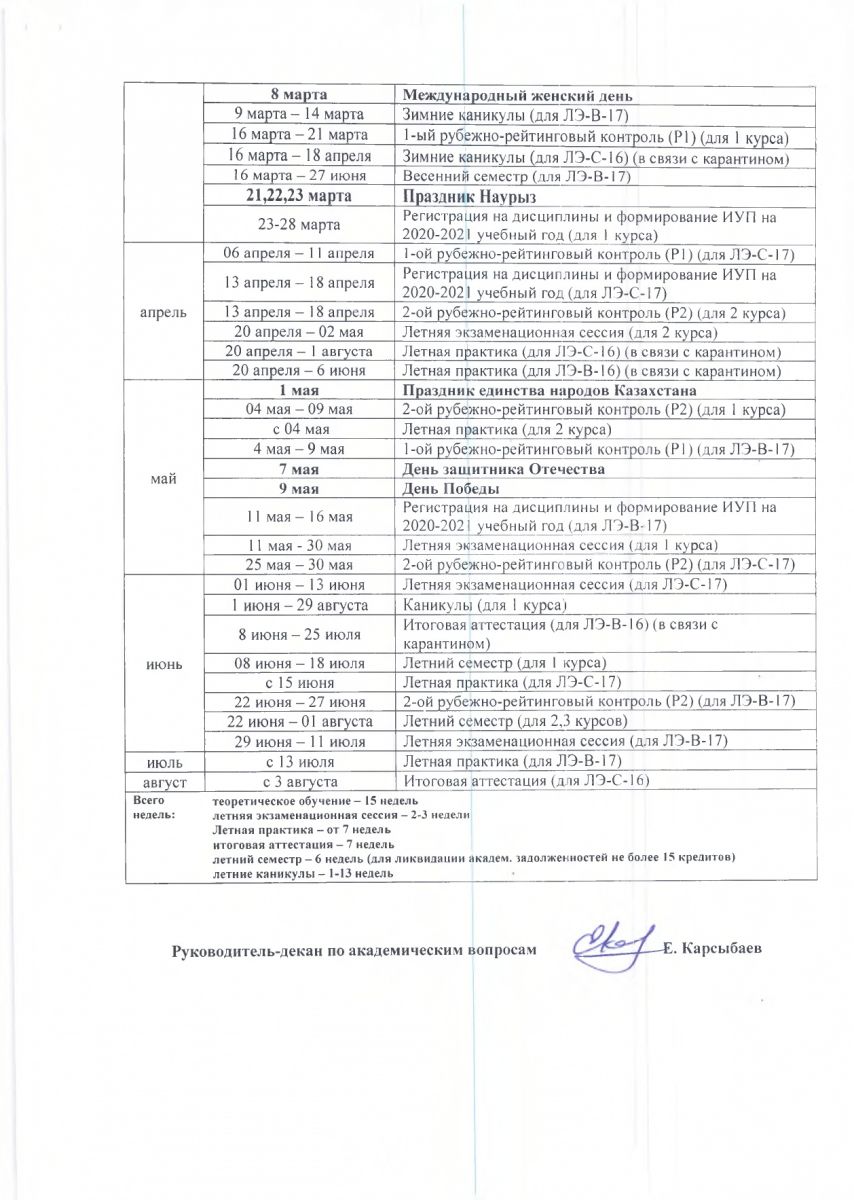 8 марта Международный женский день
9 марта – 14 марта Зимние каникулы (для ЛЭ-В-17)
16 марта – 21 марта 1-ый рубежно-рейтинговый контроль (Р1) (для 1 курса)
16 марта – 18 апреля Зимние каникулы (для ЛЭ-С-16) (в связи с карантином)
16 марта – 27 июня Весенний семестр (для ЛЭ-В-17)
21,22,23 марта Праздник Наурыз
23-28 марта Регистрация на дисциплины и формирование ИУП на
2020-2021 учебный год (для 1 курса)
апрель
06 апреля – 11 апреля 1-ой рубежно-рейтинговый контроль (Р1) (для ЛЭ-С-17)
13 апреля – 18 апреля Регистрация на дисциплины и формирование ИУП на
2020-2021 учебный год (для ЛЭ-С-17)
13 апреля – 18 апреля 2-ой рубежно-рейтинговый контроль (Р2) (для 2 курса)
20 апреля – 02 мая Летняя экзаменационная сессия (для 2 курса)
20 апреля – 1 августа Летная практика (для ЛЭ-С-16) (в связи с карантином)
20 апреля – 6 июня Летная практика (для ЛЭ-В-16) (в связи с карантином)
май
1 мая Праздник единства народов Казахстана
04 мая – 09 мая 2-ой рубежно-рейтинговый контроль (Р2) (для 1 курса)
с 04 мая Летная практика (для 2 курса)
4 мая – 9 мая 1-ой рубежно-рейтинговый контроль (Р1) (для ЛЭ-В-17)
7 мая День защитника Отечества
9 мая День Победы
11 мая – 16 мая Регистрация на дисциплины и формирование ИУП на
2020-2021 учебный год (для ЛЭ-В-17)
11 мая - 30 мая Летняя экзаменационная сессия (для 1 курса)
25 мая – 30 мая 2-ой рубежно-рейтинговый контроль (Р2) (для ЛЭ-С-17)
июнь
01 июня – 13 июня Летняя экзаменационная сессия (для ЛЭ-С-17)
1 июня – 29 августа Каникулы (для 1 курса)
8 июня – 25 июля Итоговая аттестация (для ЛЭ-В-16) (в связи с
карантином)
08 июня – 18 июля Летний семестр (для 1 курса)
с 15 июня Летная практика (для ЛЭ-С-17)
22 июня – 27 июня 2-ой рубежно-рейтинговый контроль (Р2) (для ЛЭ-В-17)
22 июня – 01 августа Летний семестр (для 2,3 курсов)
29 июня – 11 июля Летняя экзаменационная сессия (для ЛЭ-В-17)
июль с 13 июля Летная практика (для ЛЭ-В-17)
август с 3 августа Итоговая аттестация (для ЛЭ-С-16)
Всего теоретическое обучение – 15 недель
недель: летняя экзаменационная сессия – 2-3 недели
Летная практика – от 7 недель
итоговая аттестация – 7 недель
летний семестр – 6 недель (для ликвидации академ. задолженностей не более 15 кредитов)
летние каникулы – 1-13 недель
Руководитель-декан по академическим вопросам Е. Карсыбаев